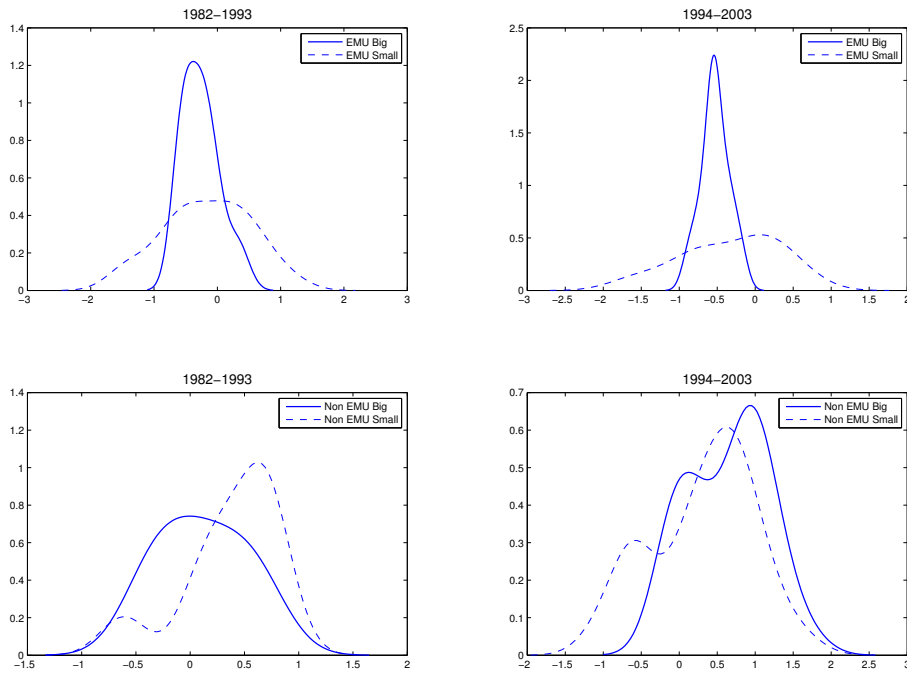 1982−1993
1.4
1.2
1
0.8
0.6
0.4
0.2
0
−3 −2 −1 0 1 2 3
EMU Big
EMU Small
1994−2003
2.5
2
1.5
1
0.5
0
−3 −2.5 −2 −1.5 −1 −0.5 0 0.5 1 1.5 2
EMU Big
EMU Small
1982−1993
1.4
1.2
1
0.8
0.6
0.4
0.2
0
−1.5 −1 −0.5 0 0.5 1 1.5 2
Non EMU Big
Non EMU Small
1994−2003
0.7
0.6
0.5
0.4
0.3
0.2
0.1
0
−2 −1.5 −1 −0.5 0 0.5 1 1.5 2 2.5 3
Non EMU Big
Non EMU Small